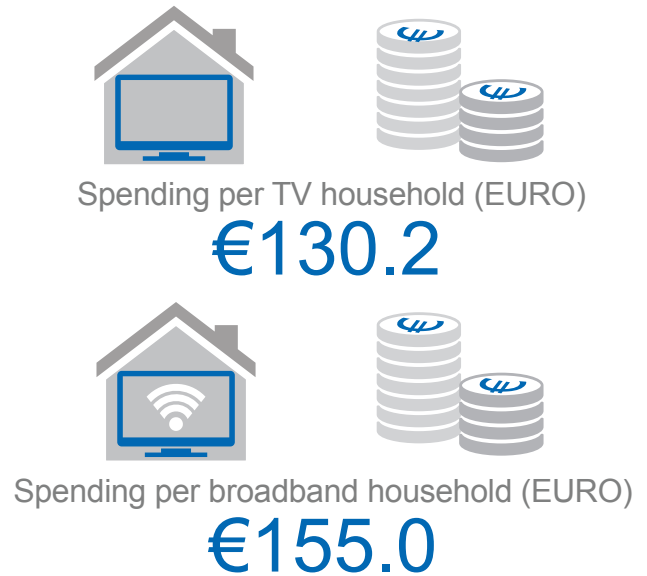 Spending per TV household (EURO)
€130.2
Spending per broadband household (EURO)
€155.0